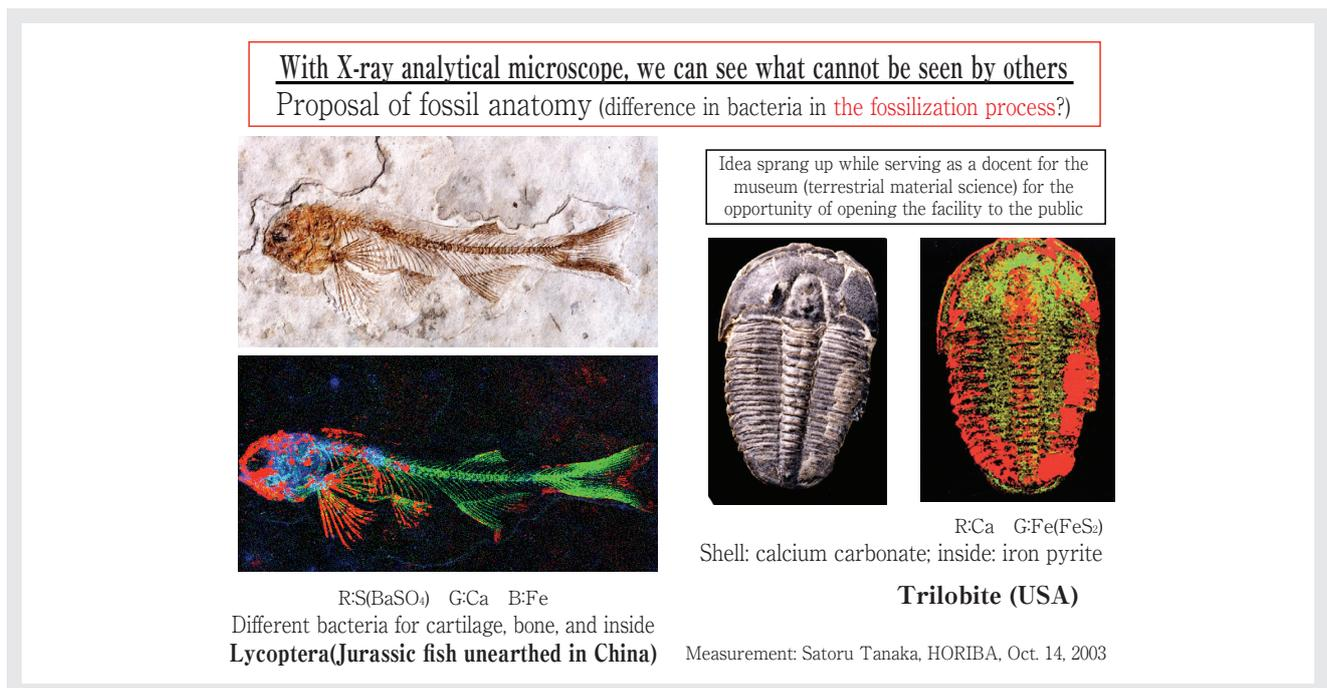 With X-ray analytical microscope, we can see what cannot be seen by others
Proposal of fossil anatomy (difference in bacteria in the fossilization process?)
Idea sprang up while serving as a docent for the
museum (terrestrial material science) for the
opportunity of opening the facility to the public
R:S(BaSO₄) G:Ca B:Fe
Different bacteria for cartilage, bone, and inside
Lycoptera(Jurassic fish unearthed in China)
R:Ca G:Fe(FeS₂)
Shell: calcium carbonate; inside: iron pyrite
Trilobite (USA)
Measurement: Satoru Tanaka, HORIBA, Oct. 14, 2003